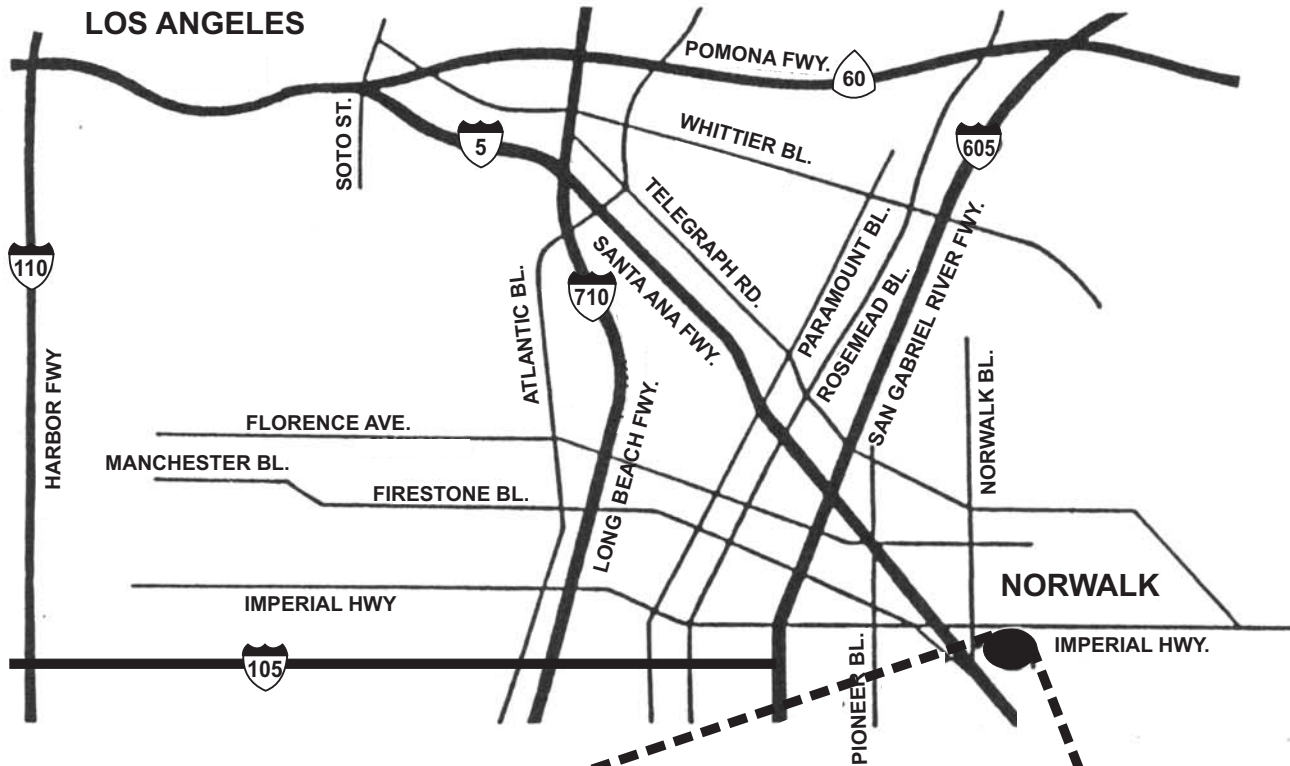 LOS ANGELES
POMONA FWY.
60
SOTO ST.
5
WHITTIER BL.
605
TELEGRAPH RD.
PARAMOUNT BL.
110
SANTA ANA FWY.
710
ATLANTIC BL.
ROSEMEAD BL.
SAN GABRIEL RIVER FWY.
HARBOR FWY
NORWALK BL.
FLORENCE AVE.
LONG BEACH FWY.
MANCHESTER BL.
FIRESTONE BL.
NORWALK
IMPERIAL HWY
IMPERIAL HWY.
105
PIONEER BL.